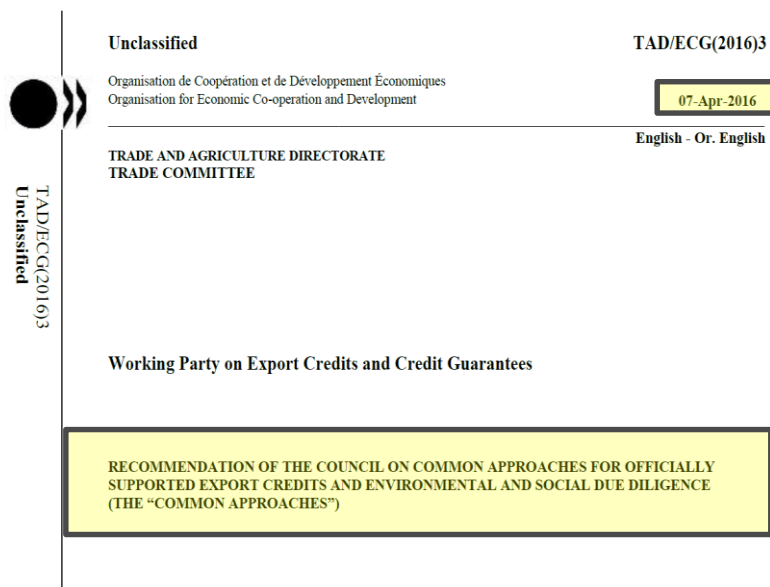 Unclassified
TAD/ECG(2016)3
Organisation de Coopération et de Développement Économiques
Organisation for Economic Co-operation and Development
07-Apr-2016
English - Or. English
TRADE AND AGRICULTURE DIRECTORATE
TRADE COMMITTEE
TAD/ECG(2016)3
Unclassified
Working Party on Export Credits and Credit Guarantees
RECOMMENDATION OF THE COUNCIL ON COMMON APPROACHES FOR OFFICIALLY
SUPPORTED EXPORT CREDITS AND ENVIRONMENTAL AND SOCIAL DUE DILIGENCE
(THE “COMMON APPROACHES”)